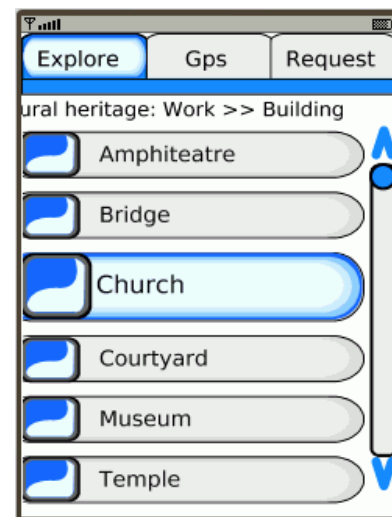 Explore Gps Request
ural heritage: Work >> Building
Amphiteatre
Bridge
Church
Courtyard
Museum
Temple